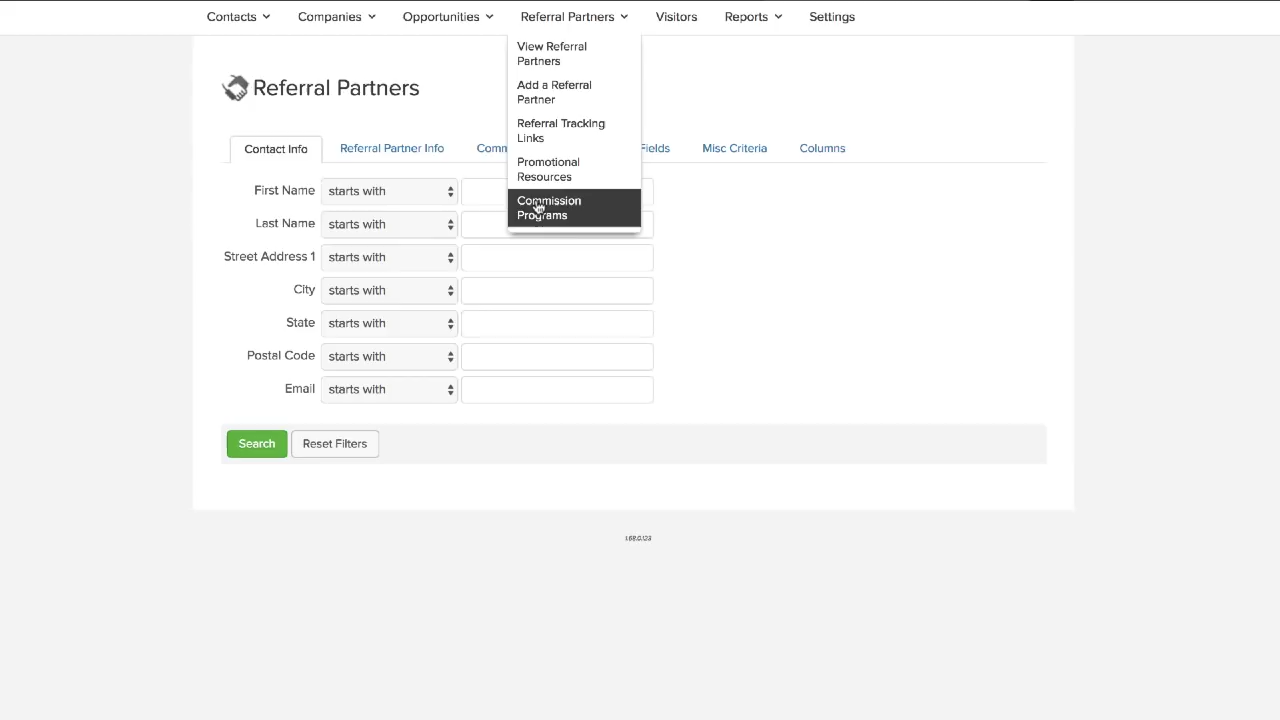 Contacts Companies Opportunities Referral Partners Visitors Reports Settings
View Referral
Partners
Add a Referral
Partner
Referral Tracking
Links
Promotional
Resources
Commission
Programs
Referral Partners
Contact Info Referral Partner Info Comm Fields Misc Criteria Columns
First Name starts with
Last Name starts with
Street Address 1 starts with
City starts with
State starts with
Postal Code starts with
Email starts with
Search Reset Filters